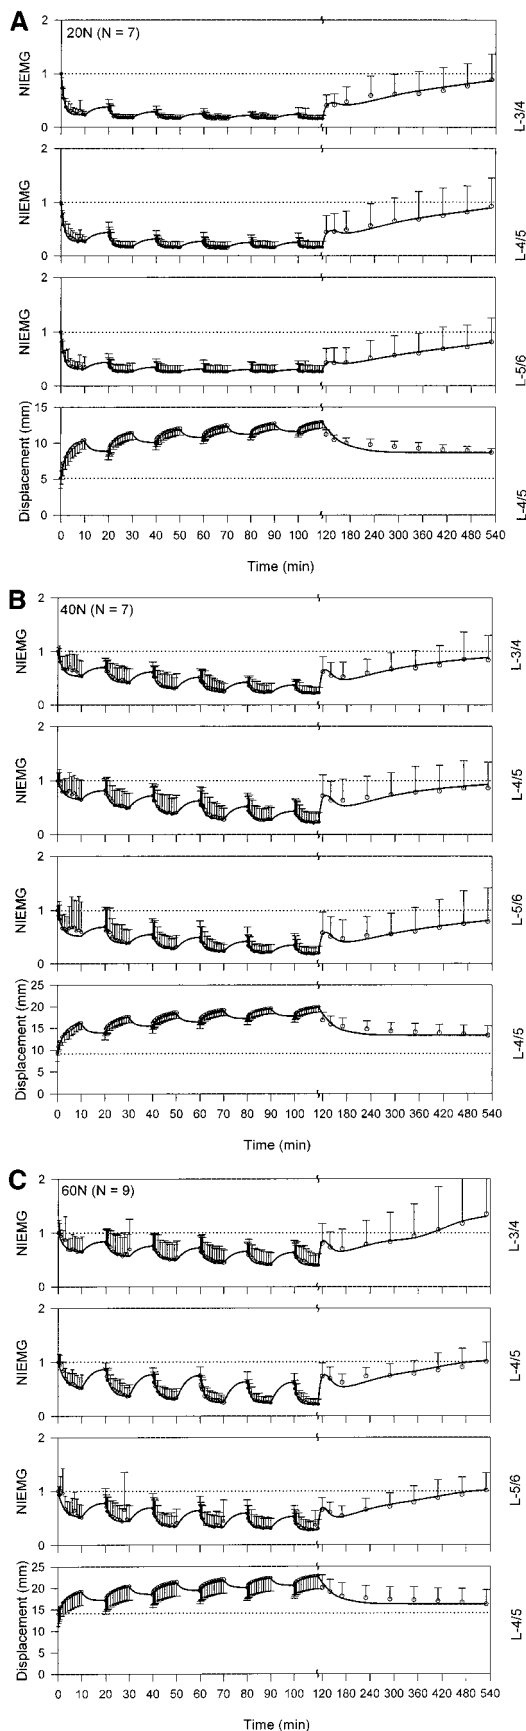 A
20N (N = 7)
2
1
0
NIEMG
L-3/4
2
1
0
NIEMG
L-4/5
2
1
0
NIEMG
L-5/6
15
10
5
0
Displacement (mm)
L-4/5
0 10 20 30 40 50 60 70 80 90 100 120 180 240 300 360 420 480 540
Time (min)
B
40N (N = 7)
2
1
0
NIEMG
L-3/4
2
1
0
NIEMG
L-4/5
2
1
0
NIEMG
L-5/6
25
20
15
10
5
0
Displacement (mm)
L-4/5
0 10 20 30 40 50 60 70 80 90 100 120 180 240 300 360 420 480 540
Time (min)
C
60N (N = 9)
2
1
0
NIEMG
L-3/4
2
1
0
NIEMG
L-4/5
2
1
0
NIEMG
L-5/6
25
20
15
10
5
0
Displacement (mm)
L-4/5
0 10 20 30 40 50 60 70 80 90 100 120 180 240 300 360 420 480 540
Time (min)